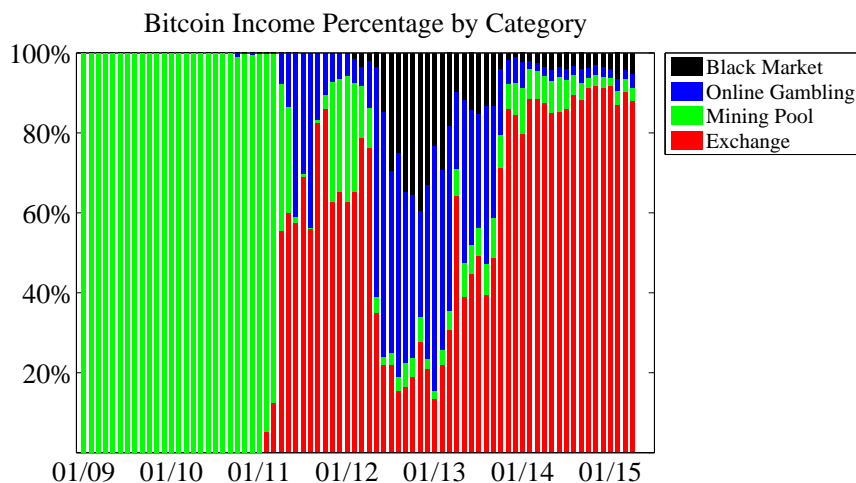 Bitcoin Income Percentage by Category
100%
80%
60%
40%
20%
01/09 01/10 01/11 01/12 01/13 01/14 01/15
Black Market
Online Gambling
Mining Pool
Exchange